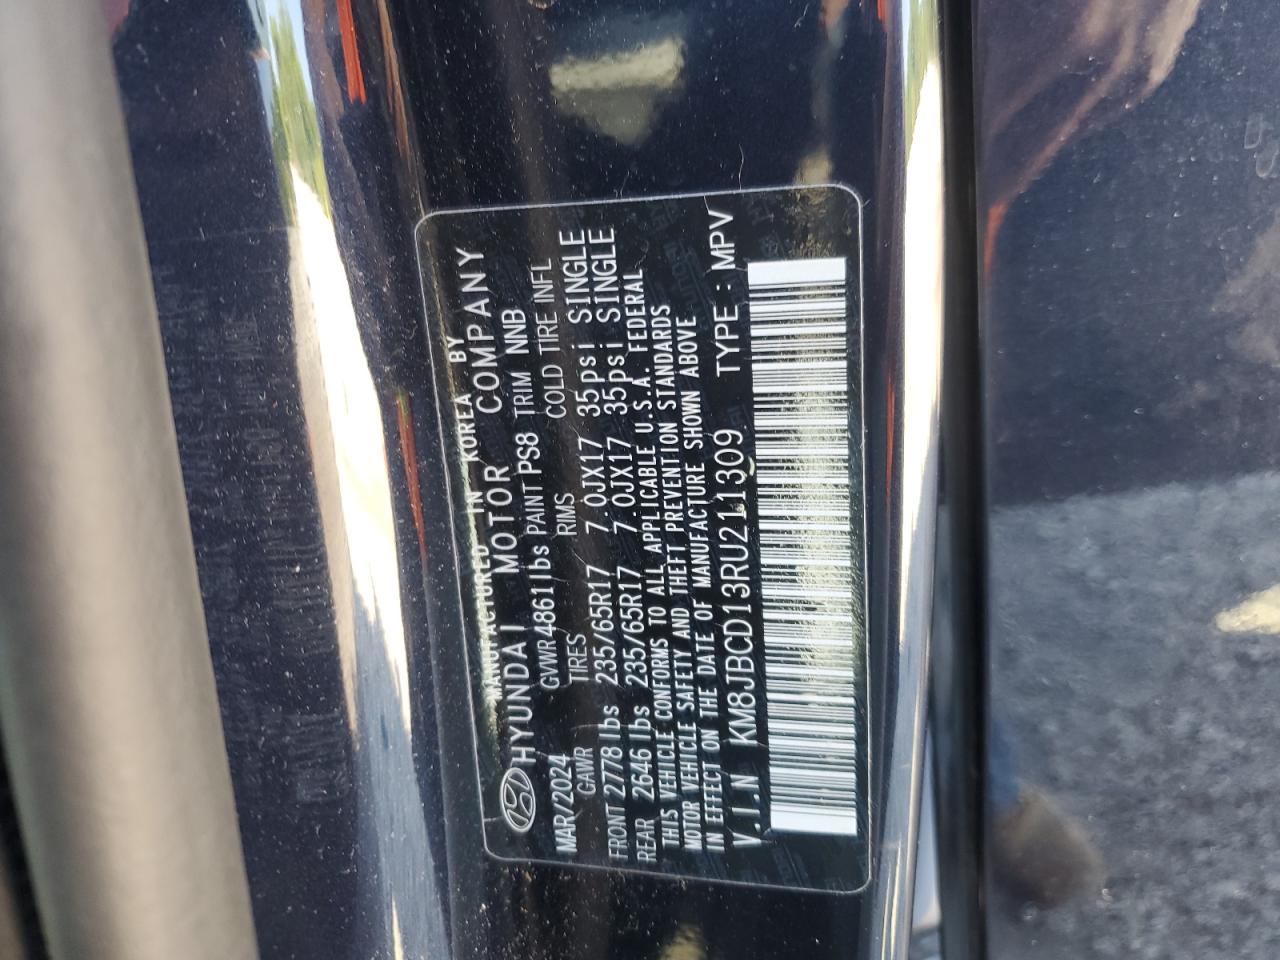 MANUFACTURED IN KOREA BY
HYUNDAI MOTOR COMPANY
MAR/2024 GVWR 4861lbs PAINT PS8 TRIM NNB
GAWR TIRES RIMS COLD TIRE INFL
FRONT 2778 lbs 235/65R17 7.0JX17 35psi SINGLE
REAR 2646 lbs 235/65R17 7.0JX17 35psi SINGLE
THIS VEHICLE CONFORMS TO ALL APPLICABLE U.S.A. FEDERAL
MOTOR VEHICLE SAFETY AND THEFT PREVENTION STANDARDS
IN EFFECT ON THE DATE OF MANUFACTURE SHOWN ABOVE
V.I.N KM8JBCD13RU211309 TYPE : MPV